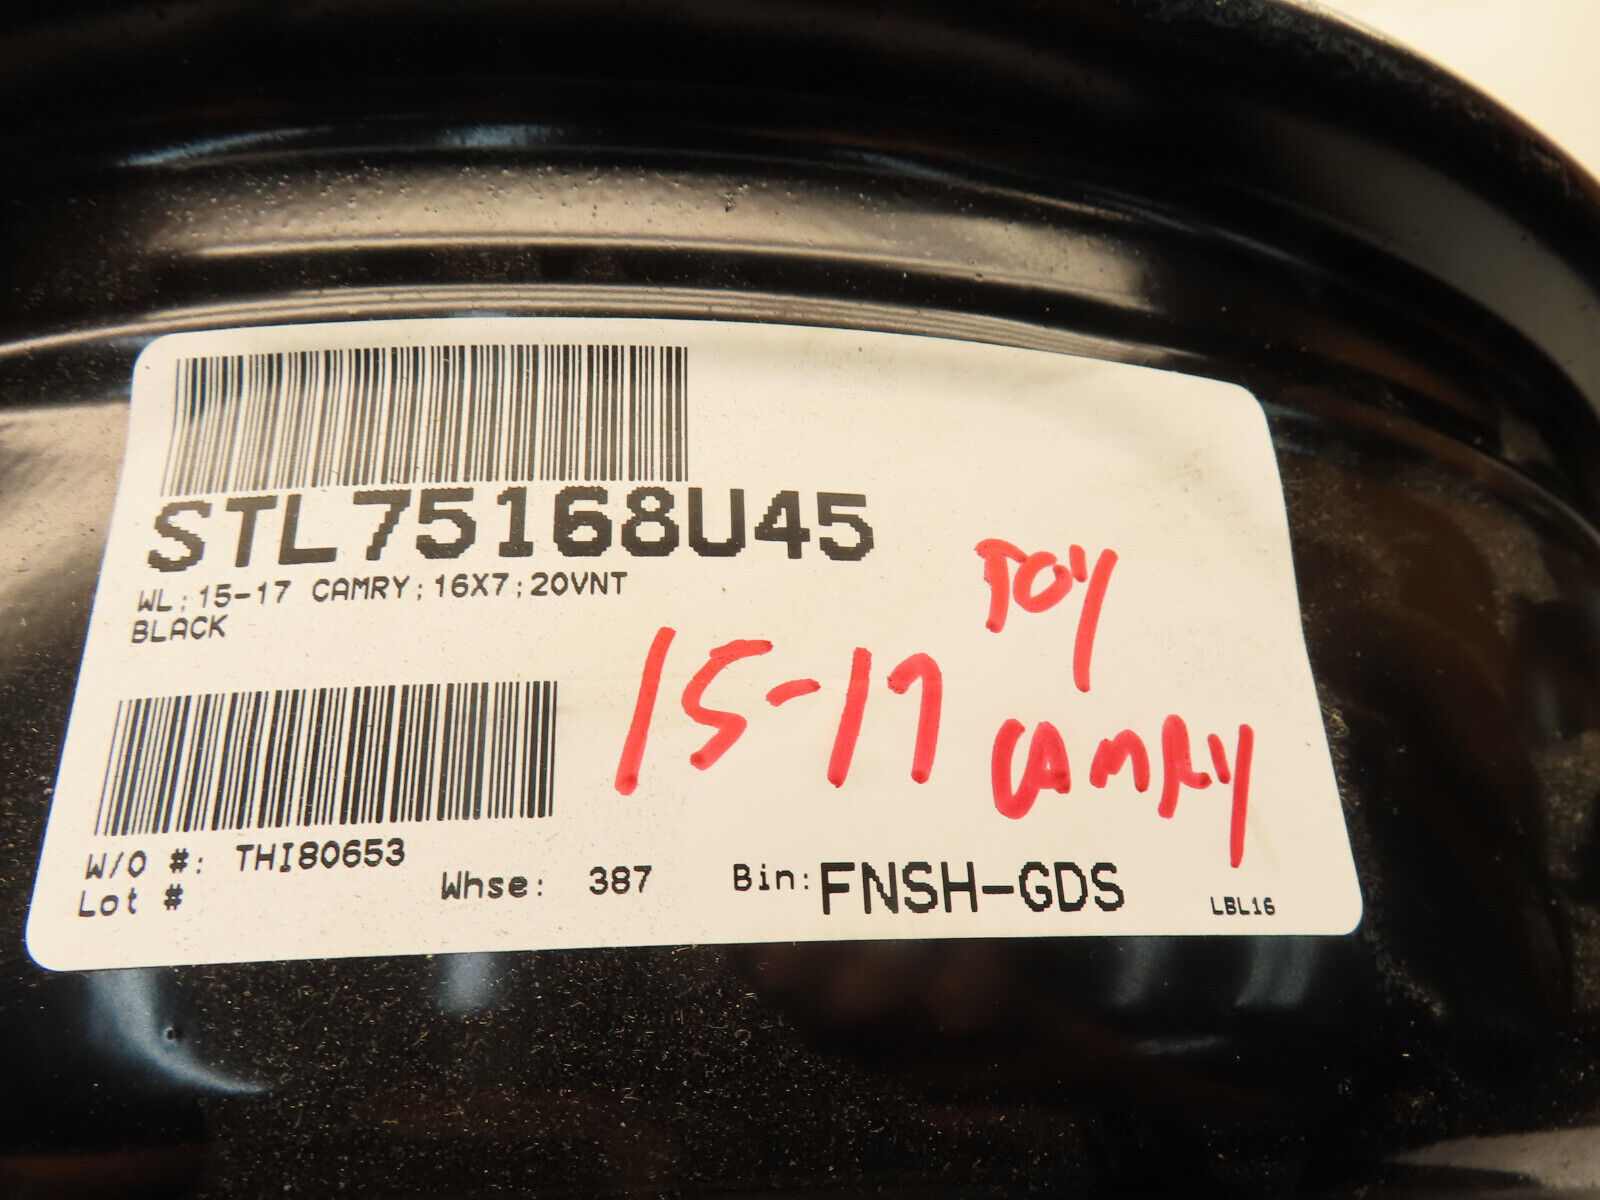 STL75168U45
WL;15-17 CAMRY;16X7;20VNT
BLACK
TOY
15-17
CAMRY
W/O #: THI80653
Lot #
Whse: 387
Bin: FNSH-GDS
LBL16